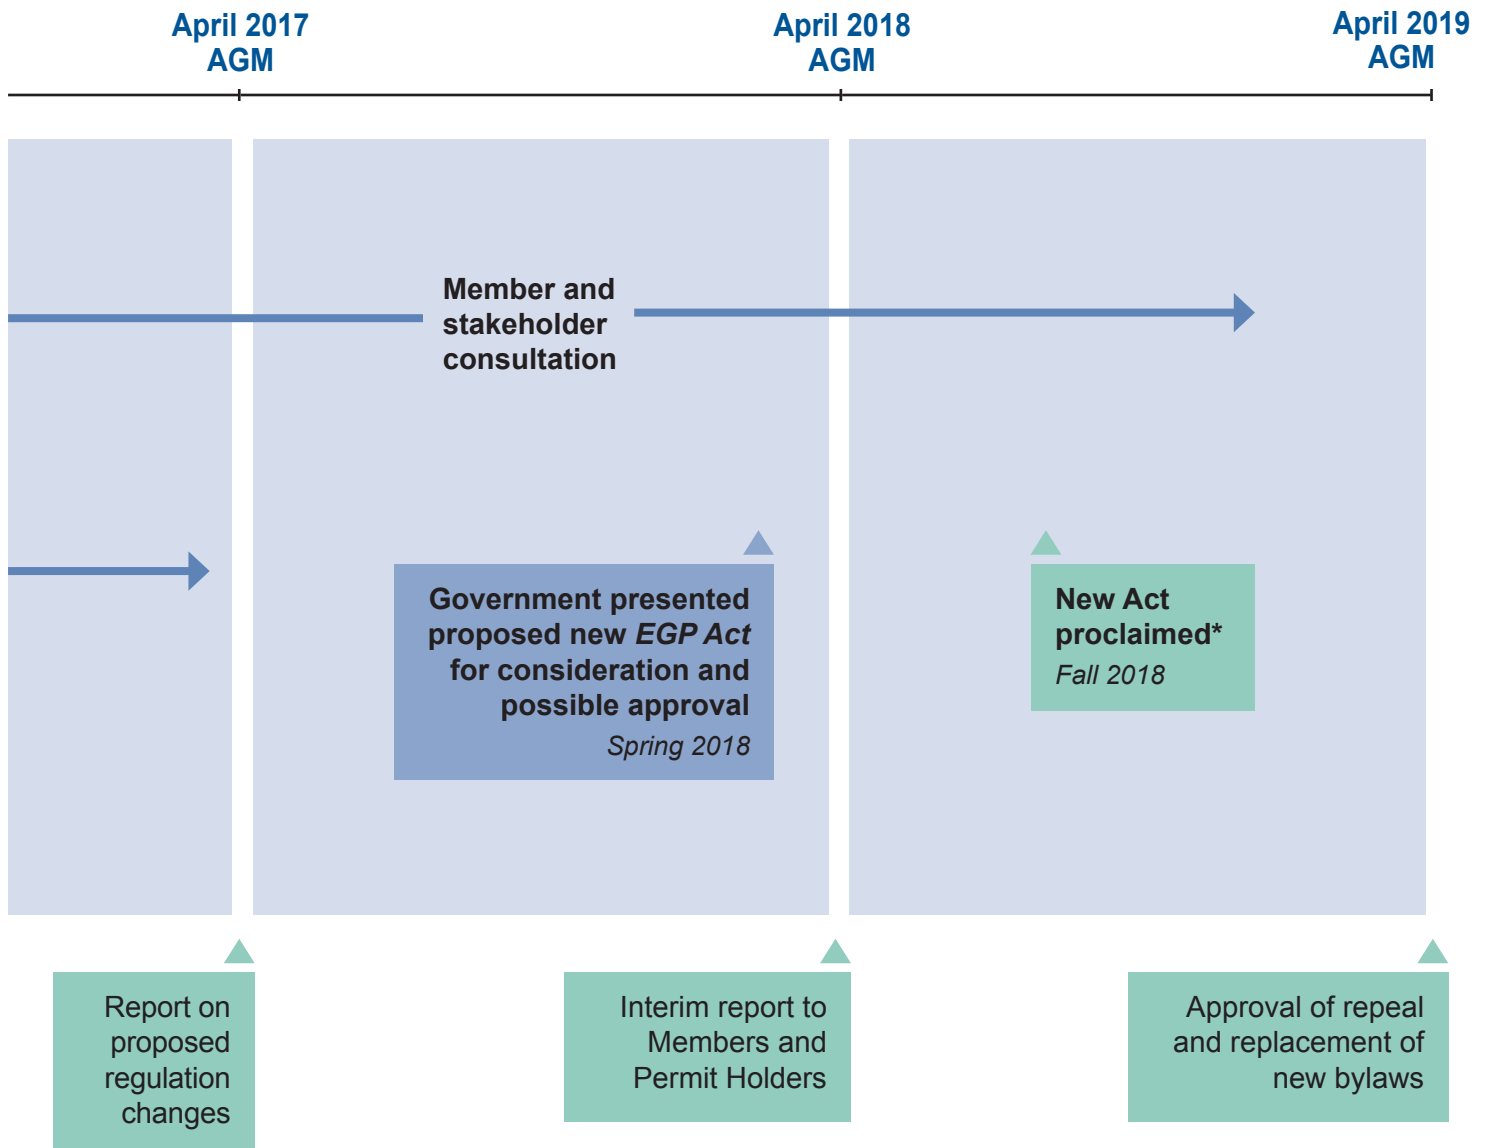 April 2017
AGM
April 2018
AGM
April 2019
AGM
Member and
stakeholder
consultation
Government presented
proposed new EGP Act
for consideration and
possible approval
Spring 2018
New Act
proclaimed*
Fall 2018
Report on
proposed
regulation
changes
Interim report to
Members and
Permit Holders
Approval of repeal
and replacement of
new bylaws